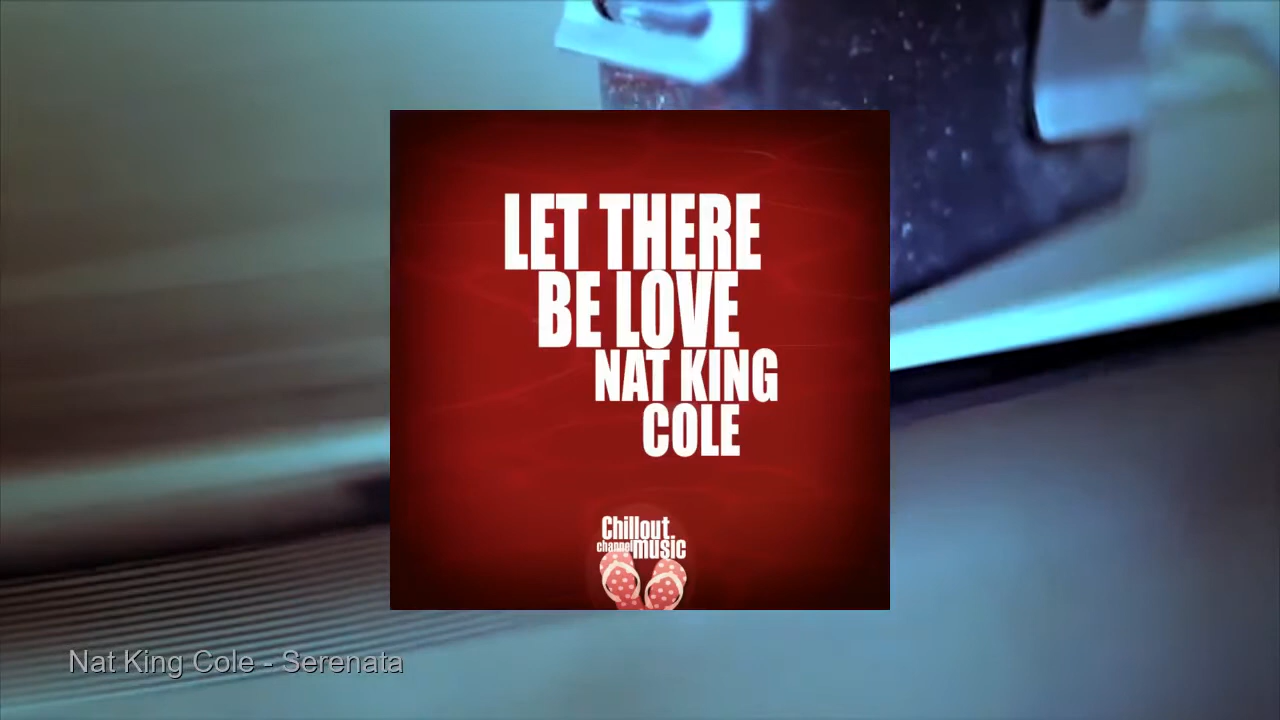 LET THERE
BE LOVE
NAT KING
COLE
Chillout
channel music
Nat King Cole - Serenata